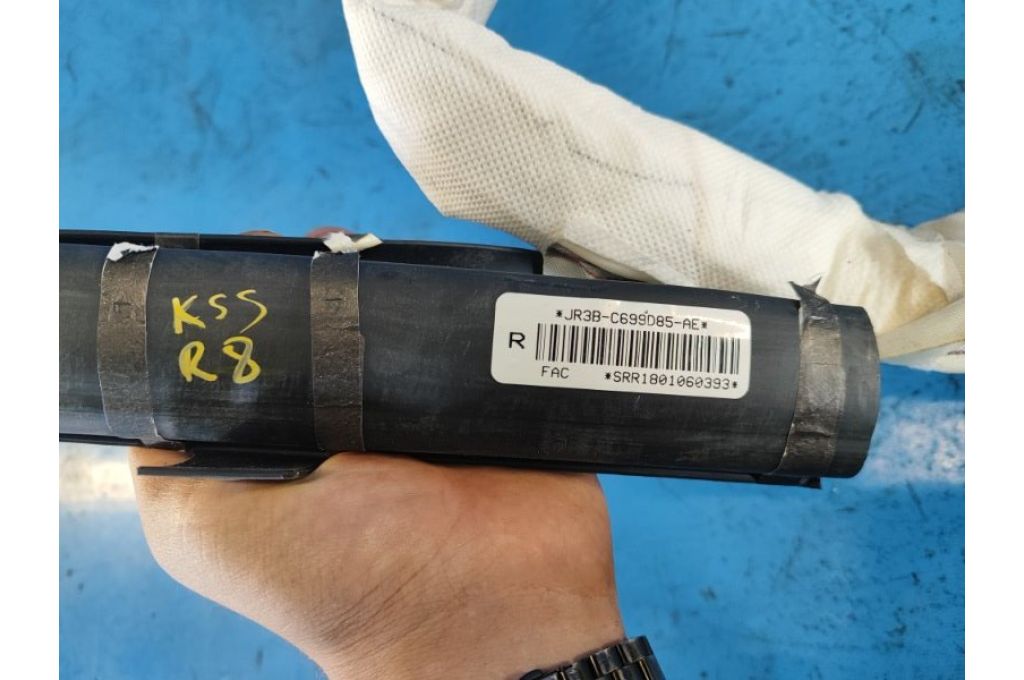 KSS
R8
*JR3B-C699D85-AE*
R
FAC *SRR1801060393*